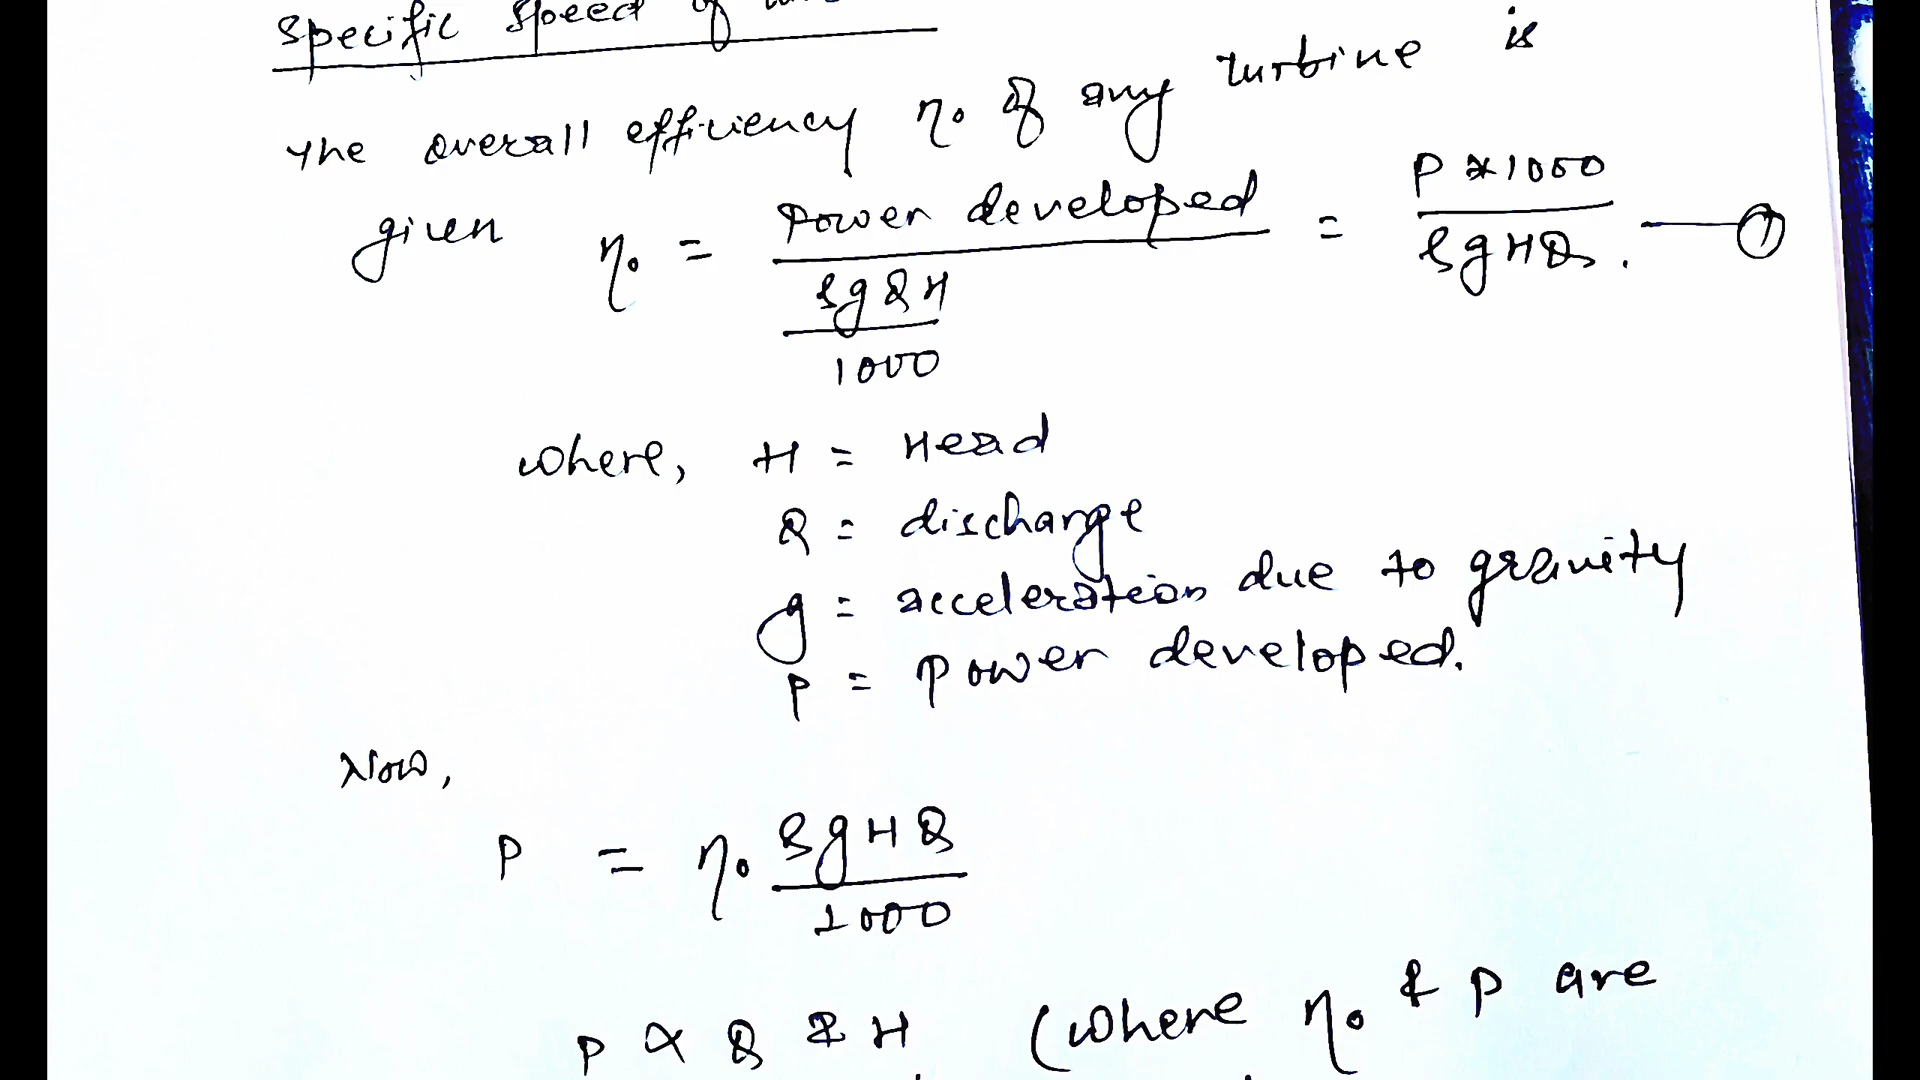 specific speed of
The overall efficiency η₀ of any turbine is
given η₀ = Power developed / (ρgQH / 1000) = P × 1000 / ρgHQ. — ①
where, H = Head
Q = discharge
g = acceleration due to gravity
P = Power developed.
Now,
P = η₀ ρgHQ / 1000
P ∝ Q × H (where η₀ & P are